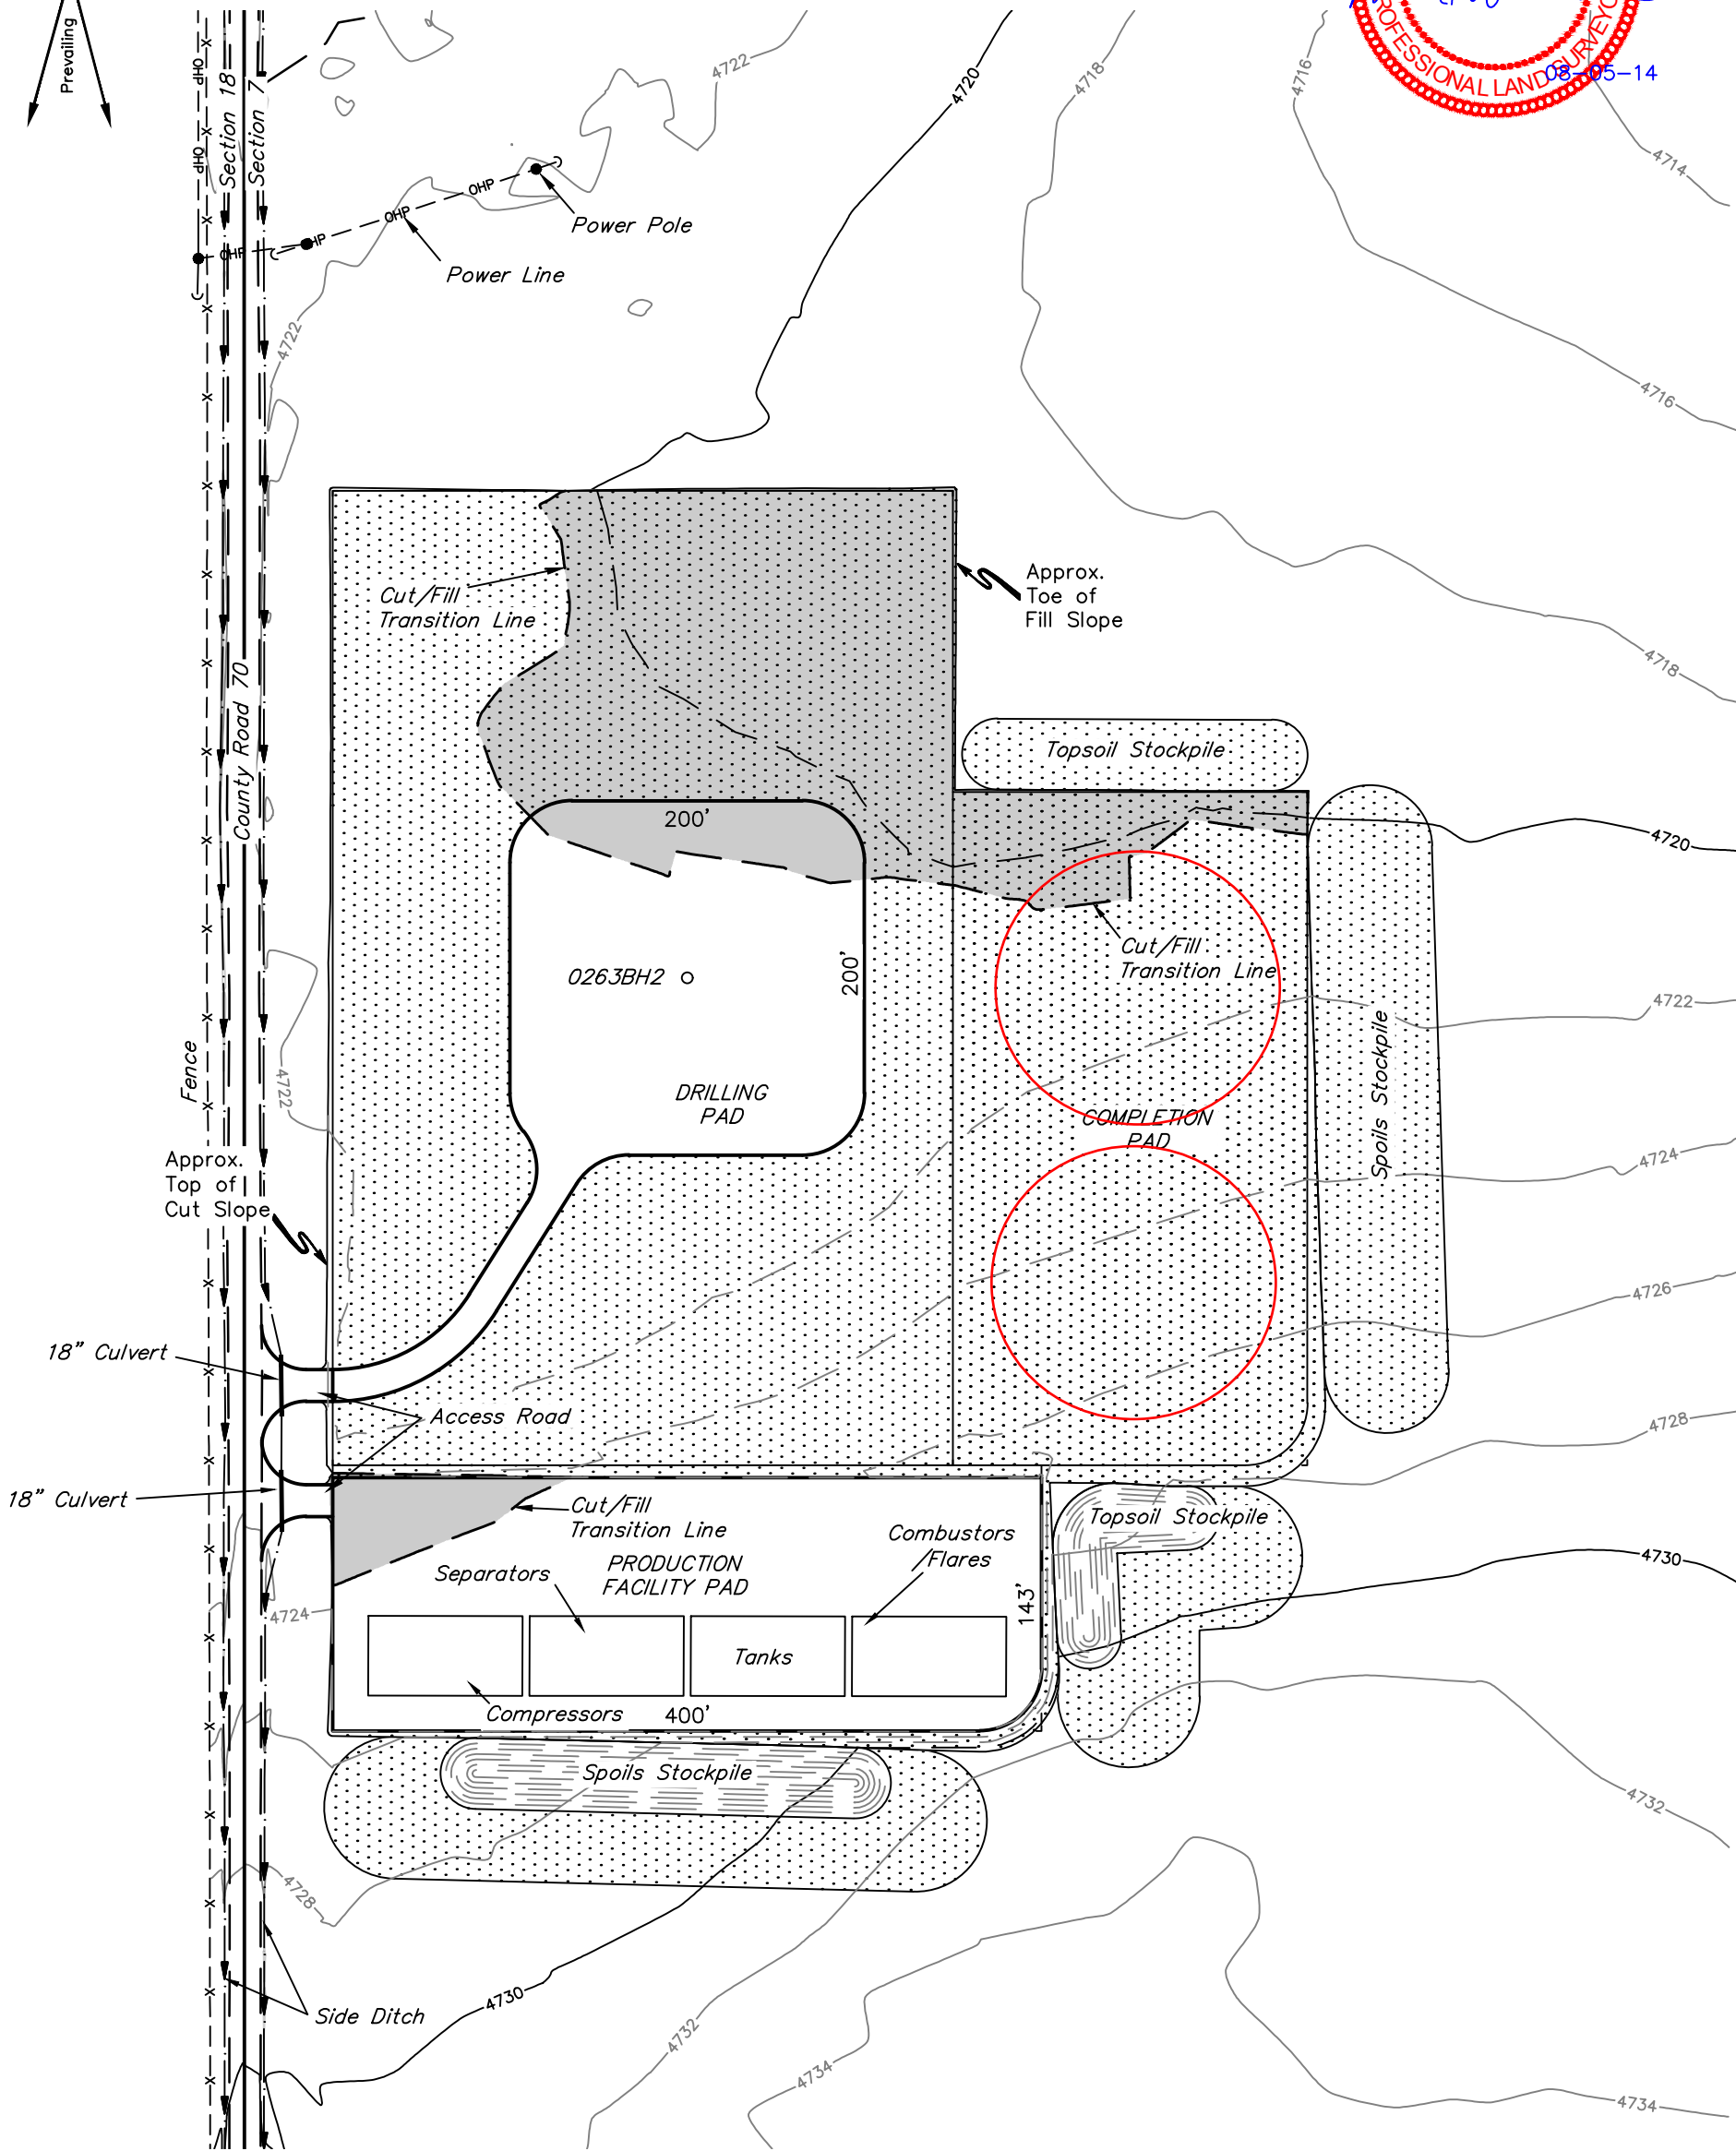 Prevailing
OHP
OHP
Section 18
Section 7
4722
4720
4718
4716
PROFESSIONAL LAND SURVEYO
08-05-14
4714
OHP
OHP
OHP
HP
Power Pole
Power Line
4722
4716
Cut/Fill
Transition Line
Approx.
Toe of
Fill Slope
4718
County Road 70
Topsoil Stockpile
200'
4720
Cut/Fill
Transition Line
0263BH2
200'
4722
Spoils Stockpile
Fence
4722
DRILLING
PAD
COMPLETION
PAD
4724
Approx.
Top of
Cut Slope
4726
18" Culvert
Access Road
4728
18" Culvert
Cut/Fill
Transition Line
Topsoil Stockpile
Combustors
/Flares
PRODUCTION
FACILITY PAD
Separators
4730
143'
4724
Tanks
Compressors
400'
Spoils Stockpile
4732
4728
4730
Side Ditch
4732
4734
4734